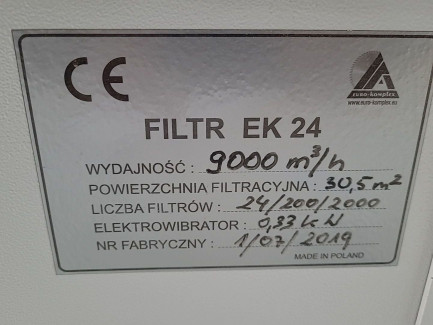 CE
euro-komplex
www.euro-komplex.eu
FILTR EK 24
WYDAJNOŚĆ : 9000 m³/h
POWIERZCHNIA FILTRACYJNA : 30,5 m²
LICZBA FILTRÓW : 24/200/2000
ELEKTROWIBRATOR : 0,33 kW
NR FABRYCZNY : 1/07/2019
MADE IN POLAND